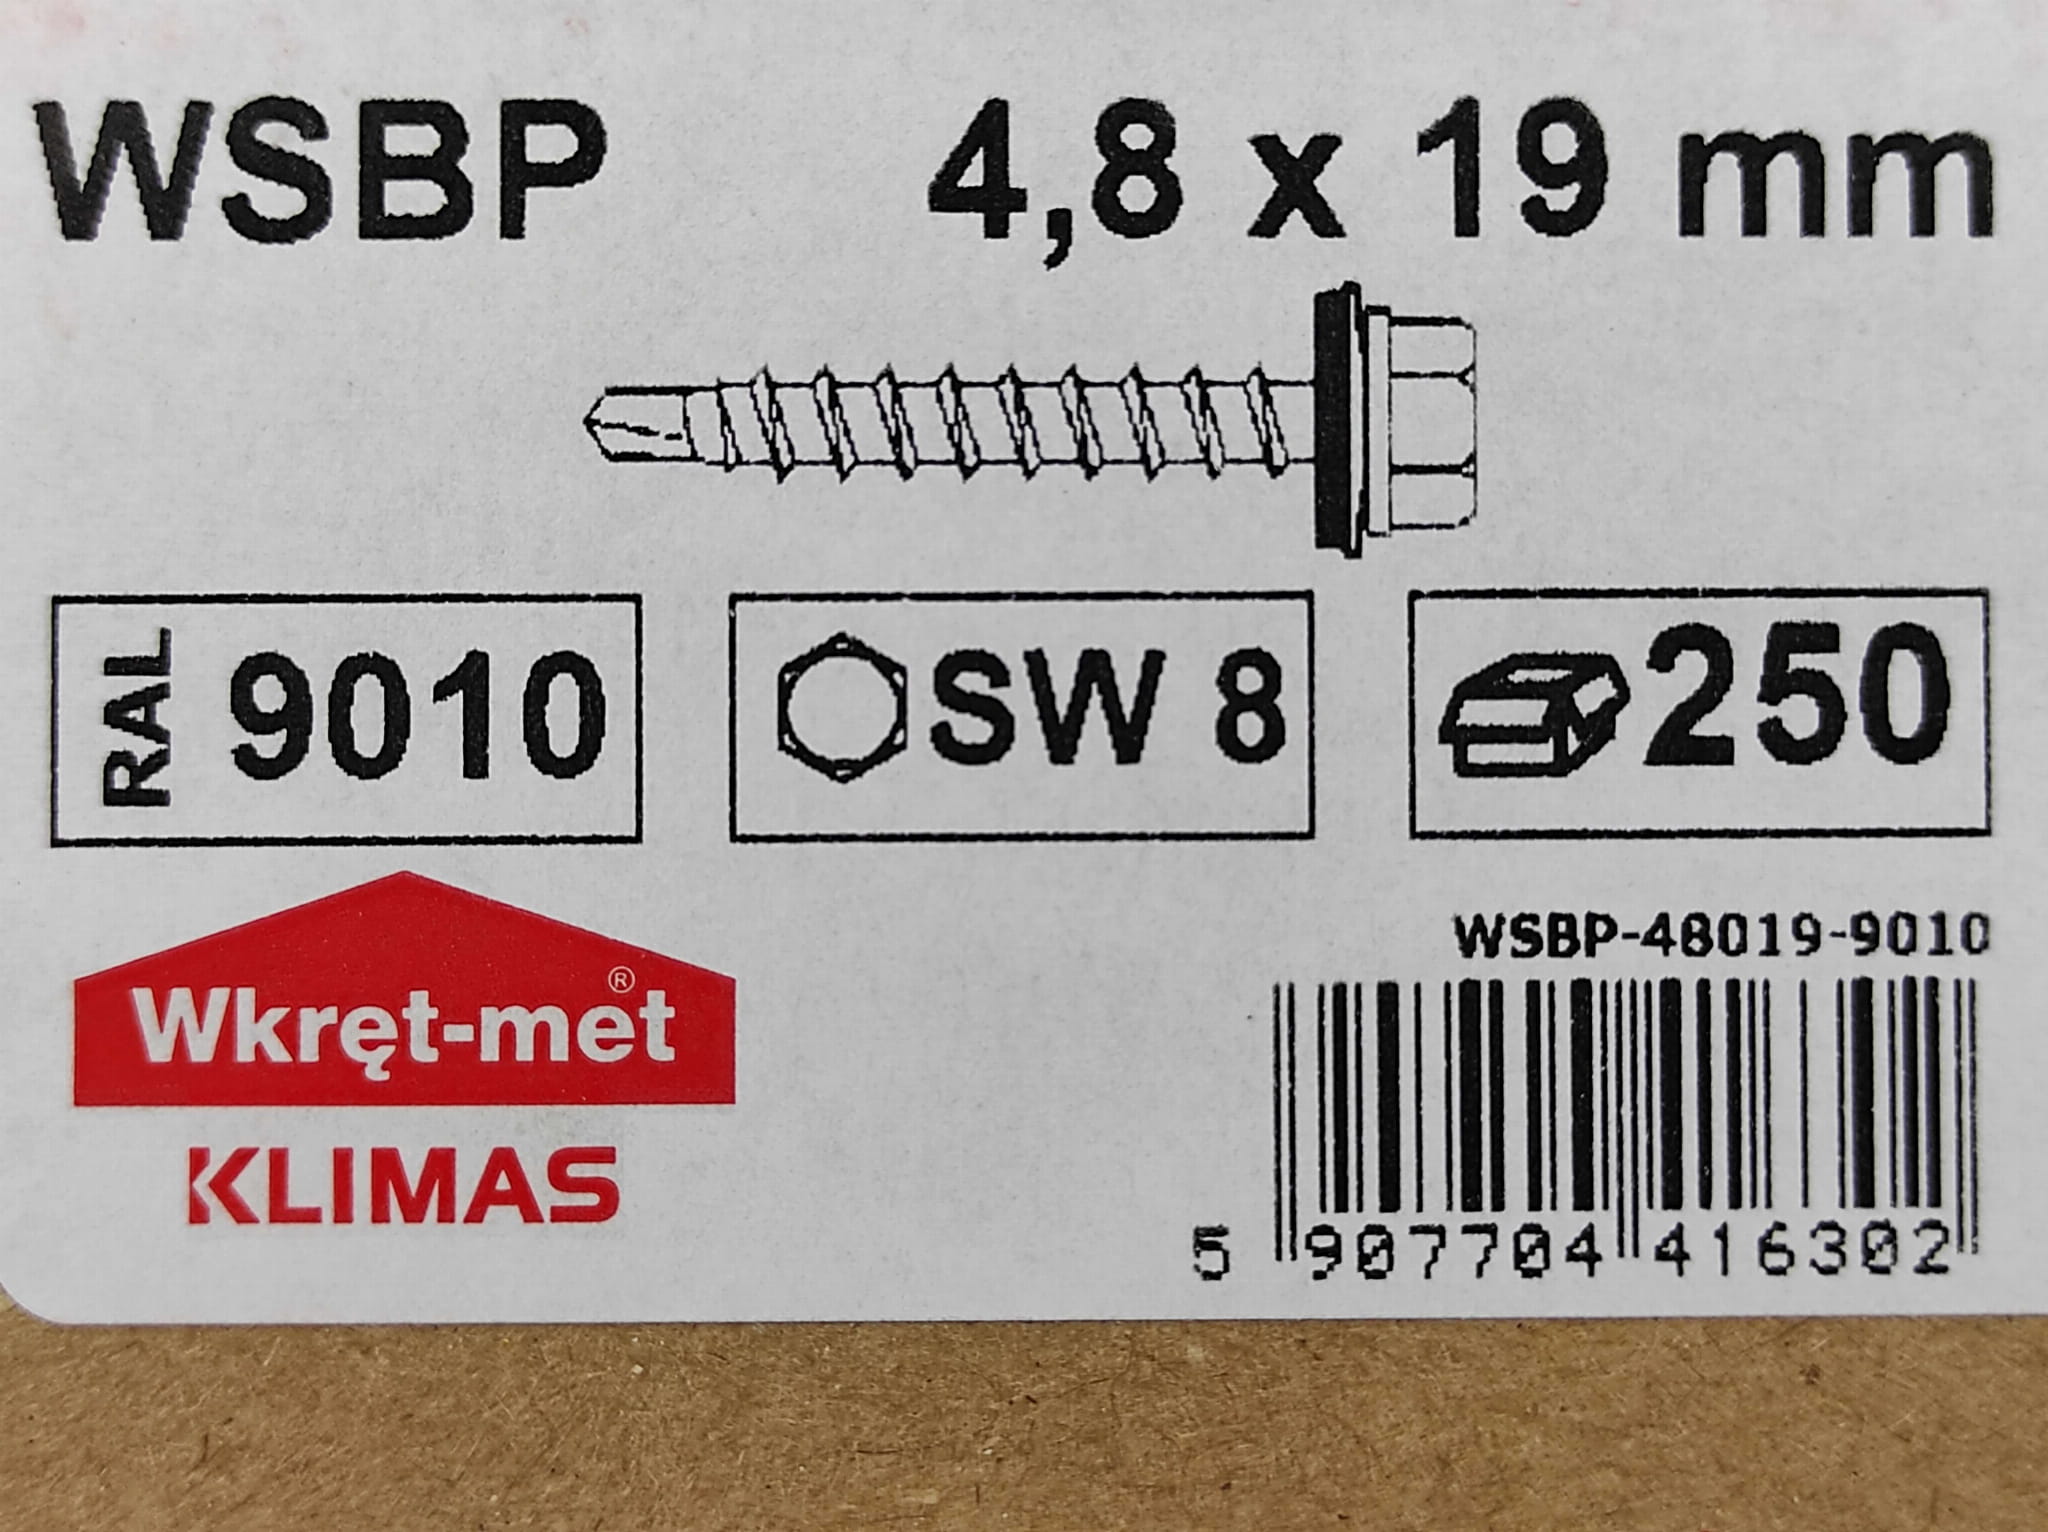 WSBP 4,8 x 19 mm
RAL 9010 SW 8 250
WSBP-48019-9010
Wkręt-met®
KLIMAS
5 907704 416302